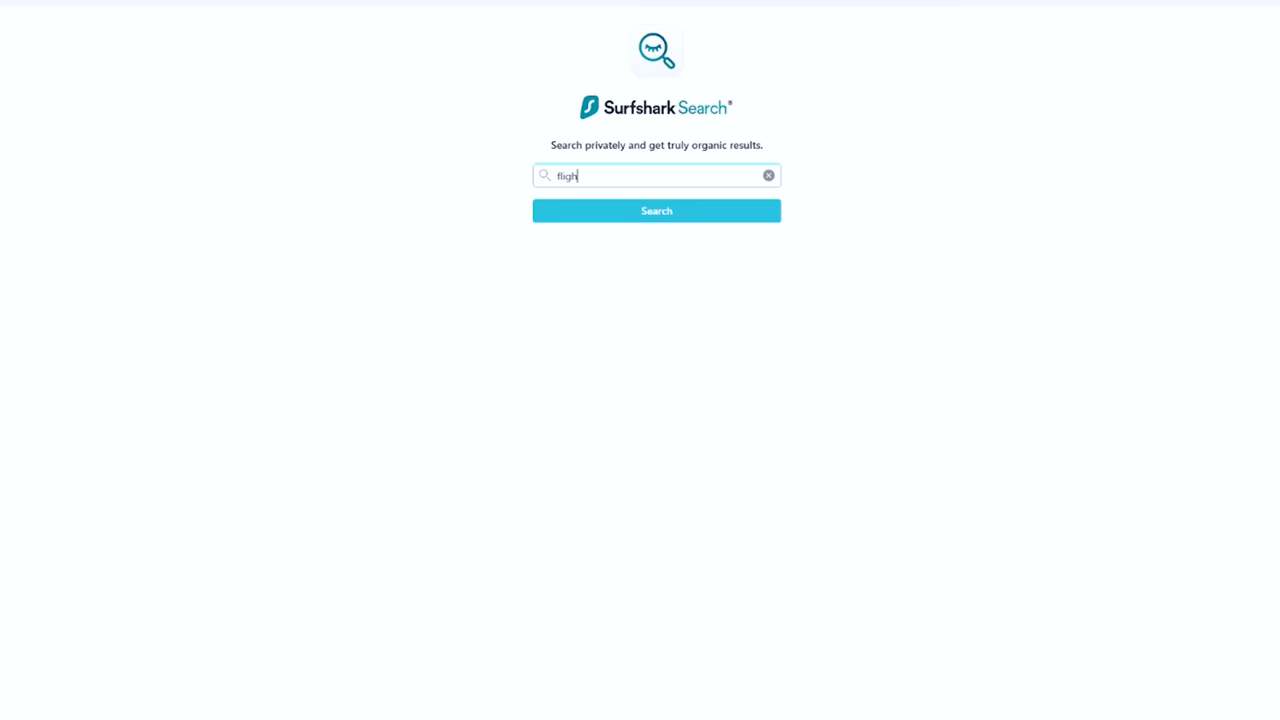 Surfshark Search®
Search privately and get truly organic results.
fligh
Search